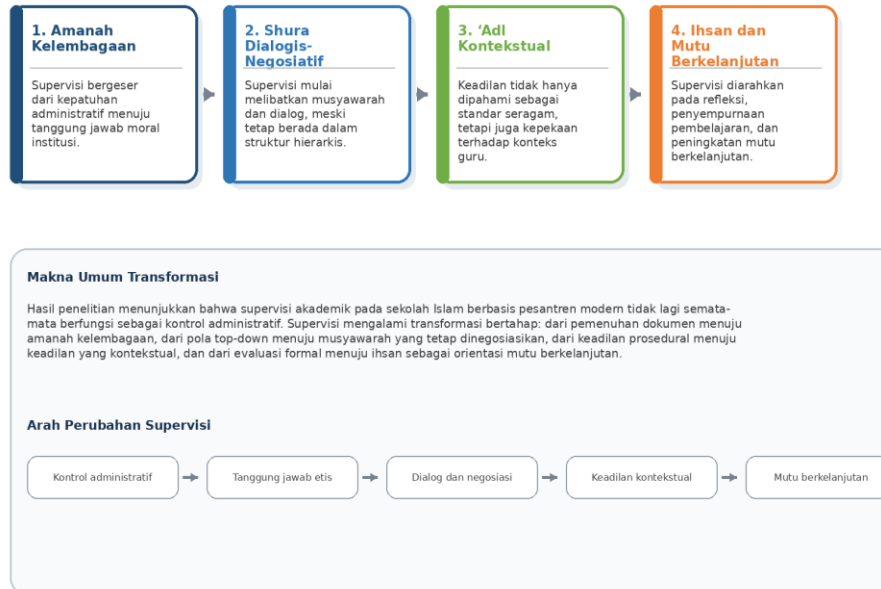 1. Amanah
Kelembagaan
Supervisi bergeser
dari kepatuhan
administratif menuju
tanggung jawab moral
institusi.
2. Shura
Dialogis-
Negosiatif
Supervisi mulai
melibatkan musyawarah
dan dialog, meski
tetap berada dalam
struktur hierarkis.
3. ‘Adl
Kontekstual
Keadilan tidak hanya
dipahami sebagai
standar seragam,
tetapi juga kepekaan
terhadap konteks
guru.
4. Ihsan dan
Mutu
Berkelanjutan
Supervisi diarahkan
pada refleksi,
penyempurnaan
pembelajaran, dan
peningkatan mutu
berkelanjutan.
Makna Umum Transformasi
Hasil penelitian menunjukkan bahwa supervisi akademik pada sekolah Islam berbasis pesantren modern tidak lagi semata-
mata berfungsi sebagai kontrol administratif. Supervisi mengalami transformasi bertahap: dari pemenuhan dokumen menuju
amanah kelembagaan, dari pola top-down menuju musyawarah yang tetap dinegosiasikan, dari keadilan prosedural menuju
keadilan yang kontekstual, dan dari evaluasi formal menuju ihsan sebagai orientasi mutu berkelanjutan.
Arah Perubahan Supervisi
Kontrol administratif
Tanggung jawab etis
Dialog dan negosiasi
Keadilan kontekstual
Mutu berkelanjutan